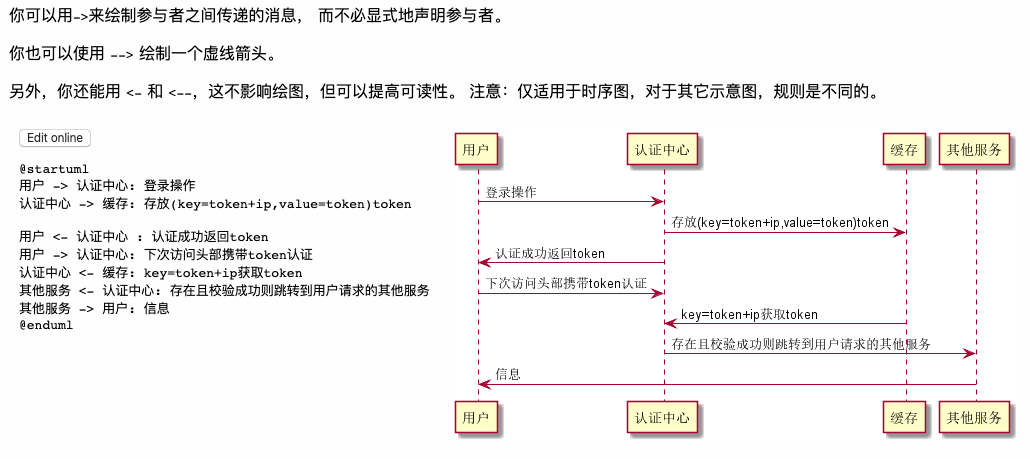 你可以用->来绘制参与者之间传递的消息， 而不必显式地声明参与者。
你也可以使用 --> 绘制一个虚线箭头。
另外，你还能用 <- 和 <--，这不影响绘图，但可以提高可读性。 注意：仅适用于时序图，对于其它示意图，规则是不同的。
Edit online
@startuml
用户 -> 认证中心: 登录操作
认证中心 -> 缓存: 存放(key=token+ip,value=token)token
用户 <- 认证中心 : 认证成功返回token
用户 -> 认证中心: 下次访问头部携带token认证
认证中心 <- 缓存: key=token+ip获取token
其他服务 <- 认证中心: 存在且校验成功则跳转到用户请求的其他服务
其他服务 -> 用户: 信息
@enduml
用户 认证中心 缓存 其他服务
登录操作
存放(key=token+ip,value=token)token
认证成功返回token
下次访问头部携带token认证
key=token+ip获取token
存在且校验成功则跳转到用户请求的其他服务
信息
用户 认证中心 缓存 其他服务